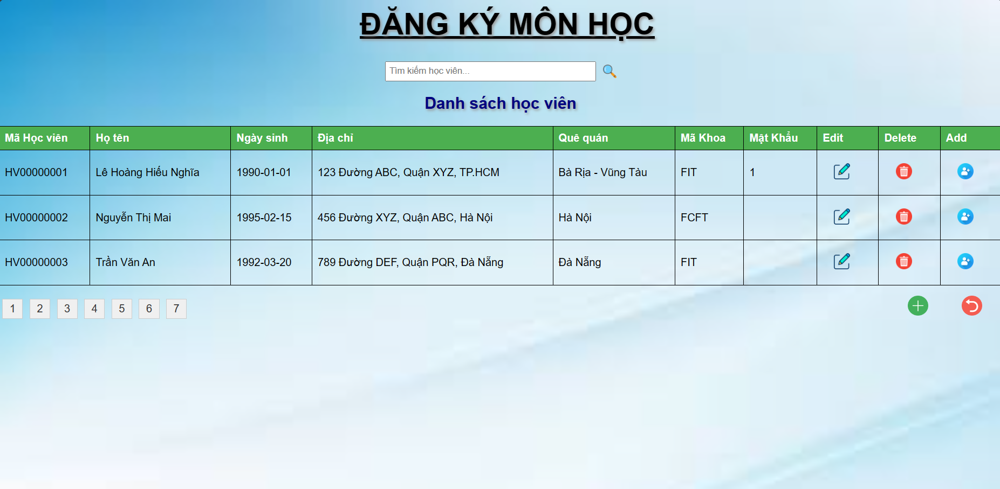 ĐĂNG KÝ MÔN HỌC
Tìm kiếm học viên...
Danh sách học viên
Mã Học viên Họ tên Ngày sinh Địa chỉ Quê quán Mã Khoa Mật Khẩu Edit Delete Add
HV00000001 Lê Hoàng Hiếu Nghĩa 1990-01-01 123 Đường ABC, Quận XYZ, TP.HCM Bà Rịa - Vũng Tàu FIT 1
HV00000002 Nguyễn Thị Mai 1995-02-15 456 Đường XYZ, Quận ABC, Hà Nội Hà Nội FCFT
HV00000003 Trần Văn An 1992-03-20 789 Đường DEF, Quận PQR, Đà Nẵng Đà Nẵng FIT
1 2 3 4 5 6 7